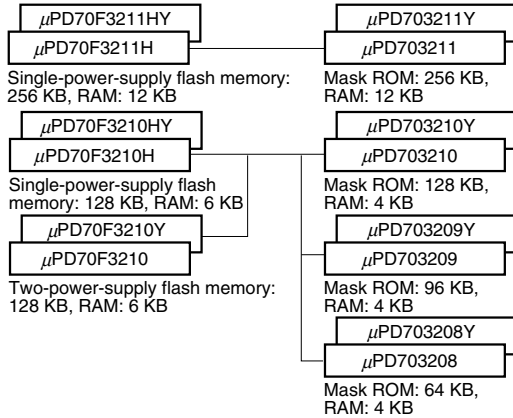 μPD70F3211HY
μPD70F3211H
Single-power-supply flash memory:
256 KB, RAM: 12 KB
μPD703211Y
μPD703211
Mask ROM: 256 KB,
RAM: 12 KB
μPD70F3210HY
μPD70F3210H
Single-power-supply flash
memory: 128 KB, RAM: 6 KB
μPD703210Y
μPD703210
Mask ROM: 128 KB,
RAM: 4 KB
μPD70F3210Y
μPD70F3210
Two-power-supply flash memory:
128 KB, RAM: 6 KB
μPD703209Y
μPD703209
Mask ROM: 96 KB,
RAM: 4 KB
μPD703208Y
μPD703208
Mask ROM: 64 KB,
RAM: 4 KB